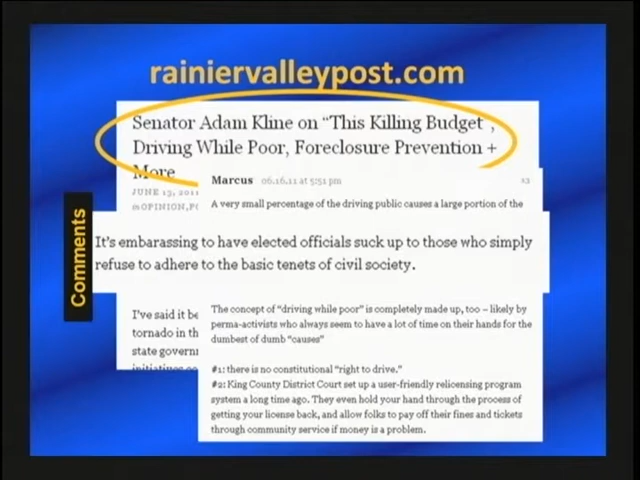 rainiervalleypost.com
Senator Adam Kline on "This Killing Budget",
Driving While Poor, Foreclosure Prevention +
More
JUNE 13, 2011
in OPINION,
Marcus 06.16.11 at 5:51 pm
A very small percentage of the driving public causes a large portion of the
Comments
It's embarassing to have elected officials suck up to those who simply
refuse to adhere to the basic tenets of civil society.
I've said it be
tornado in th
state governm
The concept of "driving while poor" is completely made up, too – likely by
perma-activists who always seem to have a lot of time on their hands for the
dumbest of dumb "causes"
#1: there is no constitutional "right to drive."
#2: King County District Court set up a user-friendly relicensing program
system a long time ago. They even hold your hand through the process of
getting your license back, and allow folks to pay off their fines and tickets
through community service if money is a problem.